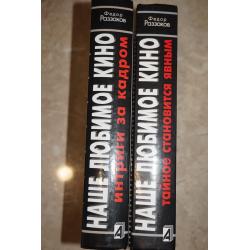 Федор
Раззаков
НАШЕ ЛЮБИМОЕ КИНО
интриги за кадром
Федор
Раззаков
НАШЕ ЛЮБИМОЕ КИНО
тайное становится явным